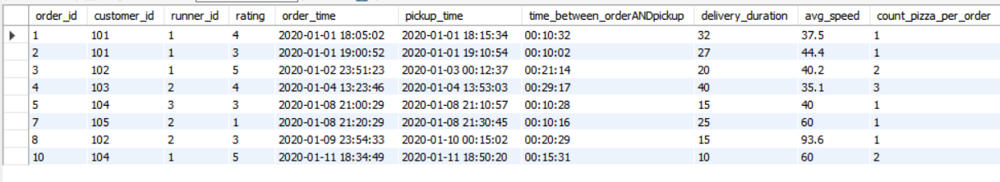 order_id customer_id runner_id rating order_time pickup_time time_between_orderANDpickup delivery_duration avg_speed count_pizza_per_order
1 101 1 4 2020-01-01 18:05:02 2020-01-01 18:15:34 00:10:32 32 37.5 1
2 101 1 3 2020-01-01 19:00:52 2020-01-01 19:10:54 00:10:02 27 44.4 1
3 102 1 5 2020-01-02 23:51:23 2020-01-03 00:12:37 00:21:14 20 40.2 2
4 103 2 4 2020-01-04 13:23:46 2020-01-04 13:53:03 00:29:17 40 35.1 3
5 104 3 3 2020-01-08 21:00:29 2020-01-08 21:10:57 00:10:28 15 40 1
7 105 2 1 2020-01-08 21:20:29 2020-01-08 21:30:45 00:10:16 25 60 1
8 102 2 3 2020-01-09 23:54:33 2020-01-10 00:15:02 00:20:29 15 93.6 1
10 104 1 5 2020-01-11 18:34:49 2020-01-11 18:50:20 00:15:31 10 60 2